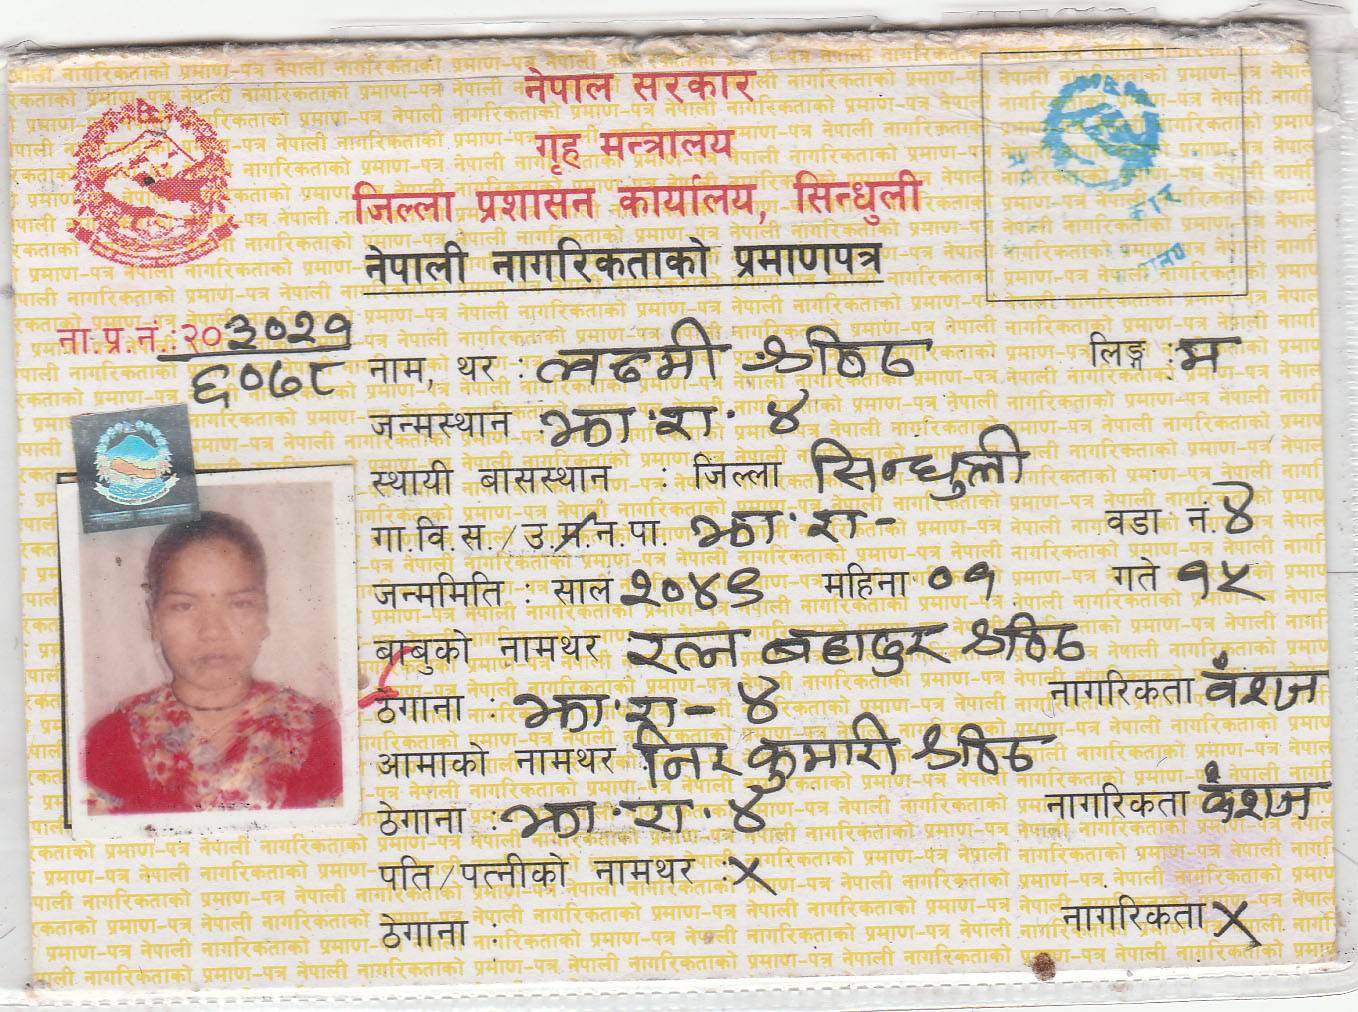 नेपाल सरकार
गृह मन्त्रालय
जिल्ला प्रशासन कार्यालय, सिन्धुली
नेपाली नागरिकताको प्रमाणपत्र
ना.प्र.नं.:२०३०२१
६०७८
नाम, थर : लक्ष्मी श्रेष्ठ लिङ्ग : म
जन्मस्थान झा.रा. ४
स्थायी बासस्थान : जिल्ला सिन्धुली
गा.वि.स./उ.म.न.पा. झा.रा- वडा नं.४
जन्ममिति : साल २०४९ महिना ०१ गते १५
बाबुको नामथर रत्न बहादुर श्रेष्ठ
ठेगाना : झा.रा- ४ नागरिकता वंशज
आमाको नामथर निर कुमारी श्रेष्ठ
ठेगाना : झा.रा. ४ नागरिकता वंशज
पति/पत्नीको नामथर : x
ठेगाना : नागरिकता x